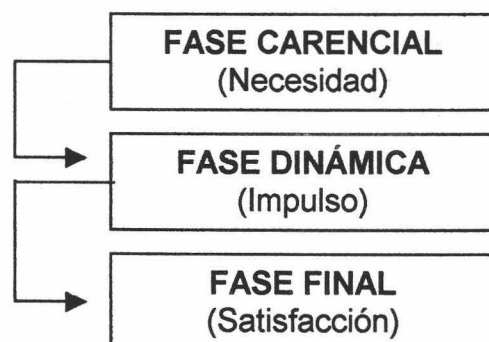 FASE CARENCIAL
(Necesidad)
FASE DINÁMICA
(Impulso)
FASE FINAL
(Satisfacción)